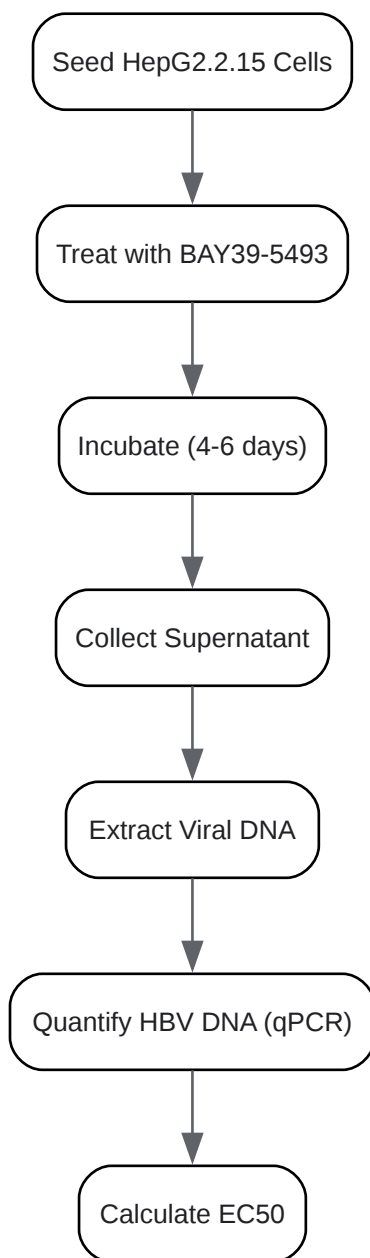 Seed HepG2.2.15 Cells
Treat with BAY39-5493
Incubate (4-6 days)
Collect Supernatant
Extract Viral DNA
Quantify HBV DNA (qPCR)
Calculate EC50